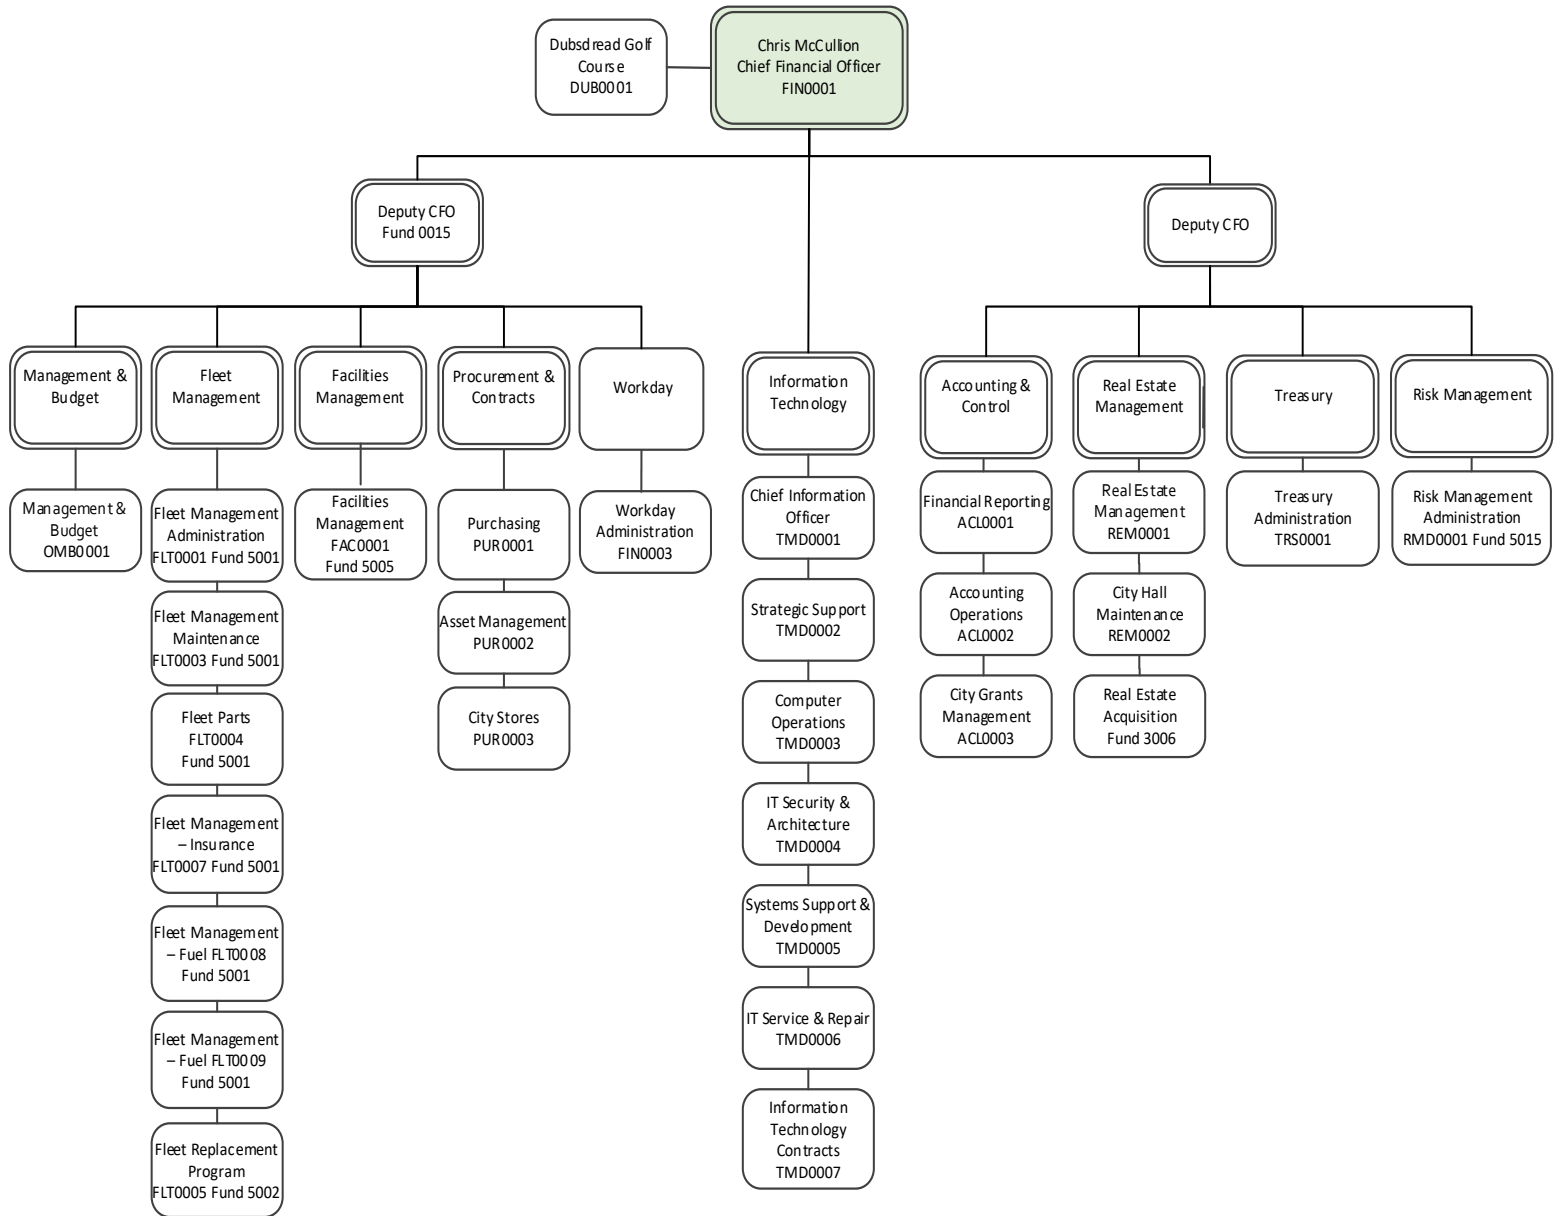 Dubsdread Golf
Course
DUB0001
Chris McCullion
Chief Financial Officer
FIN0001
Deputy CFO
Fund 0015
Deputy CFO
Management &
Budget
Fleet
Management
Facilities
Management
Procurement &
Contracts
Workday
Information
Technology
Accounting &
Control
Real Estate
Management
Treasury
Risk Management
Management &
Budget
OMB0001
Fleet Management
Administration
FLT0001 Fund 5001
Fleet Management
Maintenance
FLT0003 Fund 5001
Fleet Parts
FLT0004
Fund 5001
Fleet Management
– Insurance
FLT0007 Fund 5001
Fleet Management
– Fuel FLT0008
Fund 5001
Fleet Management
– Fuel FLT0009
Fund 5001
Fleet Replacement
Program
FLT0005 Fund 5002
Facilities
Management
FAC0001
Fund 5005
Purchasing
PUR0001
Asset Management
PUR0002
City Stores
PUR0003
Workday
Administration
FIN0003
Chief Information
Officer
TMD0001
Strategic Support
TMD0002
Computer
Operations
TMD0003
IT Security &
Architecture
TMD0004
Systems Support &
Development
TMD0005
IT Service & Repair
TMD0006
Information
Technology
Contracts
TMD0007
Financial Reporting
ACL0001
Accounting
Operations
ACL0002
City Grants
Management
ACL0003
Real Estate
Management
REM0001
City Hall
Maintenance
REM0002
Real Estate
Acquisition
Fund 3006
Treasury
Administration
TRS0001
Risk Management
Administration
RMD0001 Fund 5015